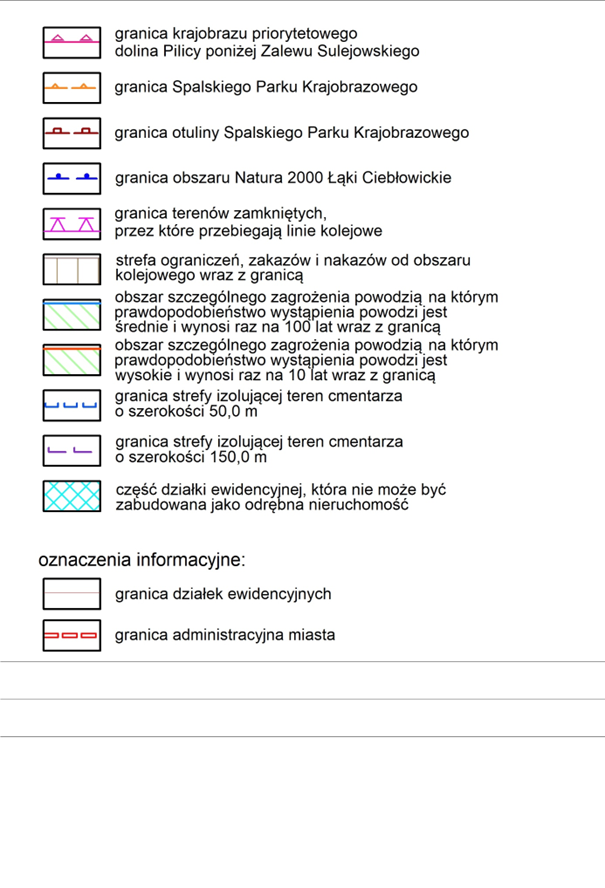 granica krajobrazu priorytetowego
dolina Pilicy poniżej Zalewu Sulejowskiego
granica Spalskiego Parku Krajobrazowego
granica otuliny Spalskiego Parku Krajobrazowego
granica obszaru Natura 2000 Łąki Ciebłowickie
granica terenów zamkniętych,
przez które przebiegają linie kolejowe
strefa ograniczeń, zakazów i nakazów od obszaru
kolejowego wraz z granicą
obszar szczególnego zagrożenia powodzią na którym
prawdopodobieństwo wystąpienia powodzi jest
średnie i wynosi raz na 100 lat wraz z granicą
obszar szczególnego zagrożenia powodzią na którym
prawdopodobieństwo wystąpienia powodzi jest
wysokie i wynosi raz na 10 lat wraz z granicą
granica strefy izolującej teren cmentarza
o szerokości 50,0 m
granica strefy izolującej teren cmentarza
o szerokości 150,0 m
część działki ewidencyjnej, która nie może być
zabudowana jako odrębna nieruchomość
oznaczenia informacyjne:
granica działek ewidencyjnych
granica administracyjna miasta